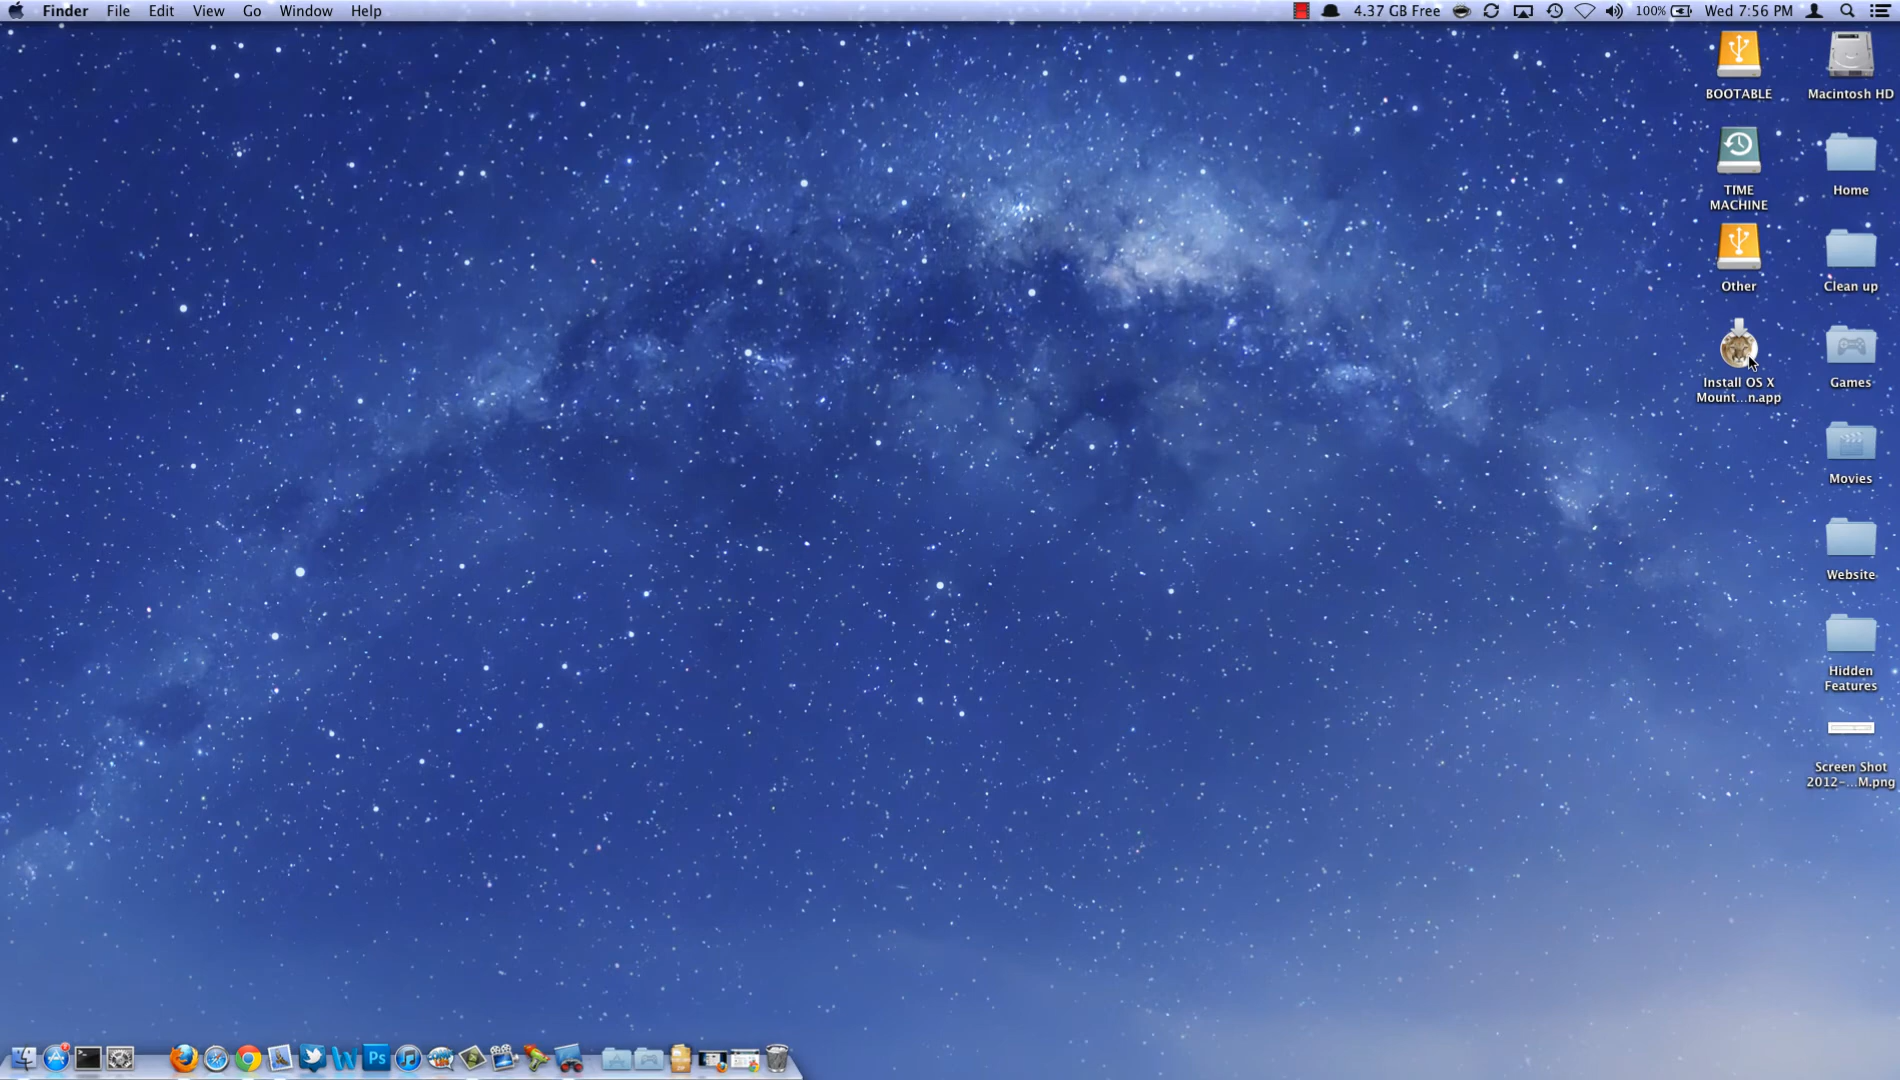 Finder File Edit View Go Window Help 4.37 GB Free 100% Wed 7:56 PM
BOOTABLE
Macintosh HD
TIME
MACHINE
Home
Other
Clean up
Install OS X
Mount...n.app
Games
Movies
Website
Hidden
Features
Screen Shot
2012-...M.png
W
Ps